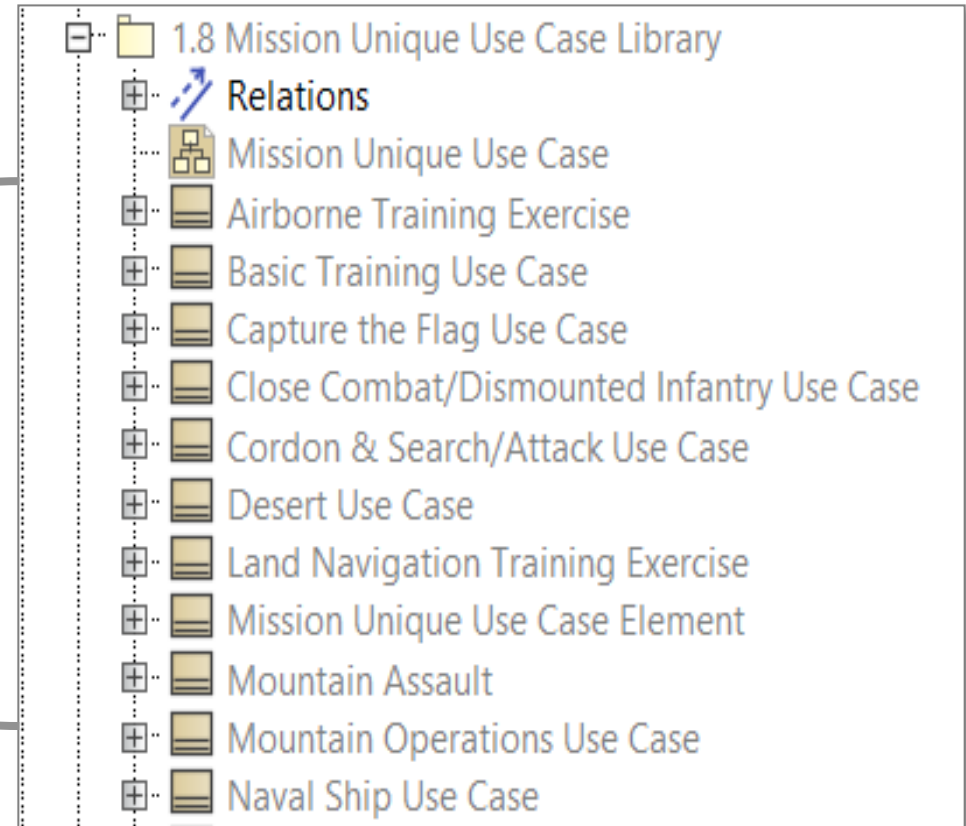 1.8 Mission Unique Use Case Library
Relations
Mission Unique Use Case
Airborne Training Exercise
Basic Training Use Case
Capture the Flag Use Case
Close Combat/Dismounted Infantry Use Case
Cordon & Search/Attack Use Case
Desert Use Case
Land Navigation Training Exercise
Mission Unique Use Case Element
Mountain Assault
Mountain Operations Use Case
Naval Ship Use Case